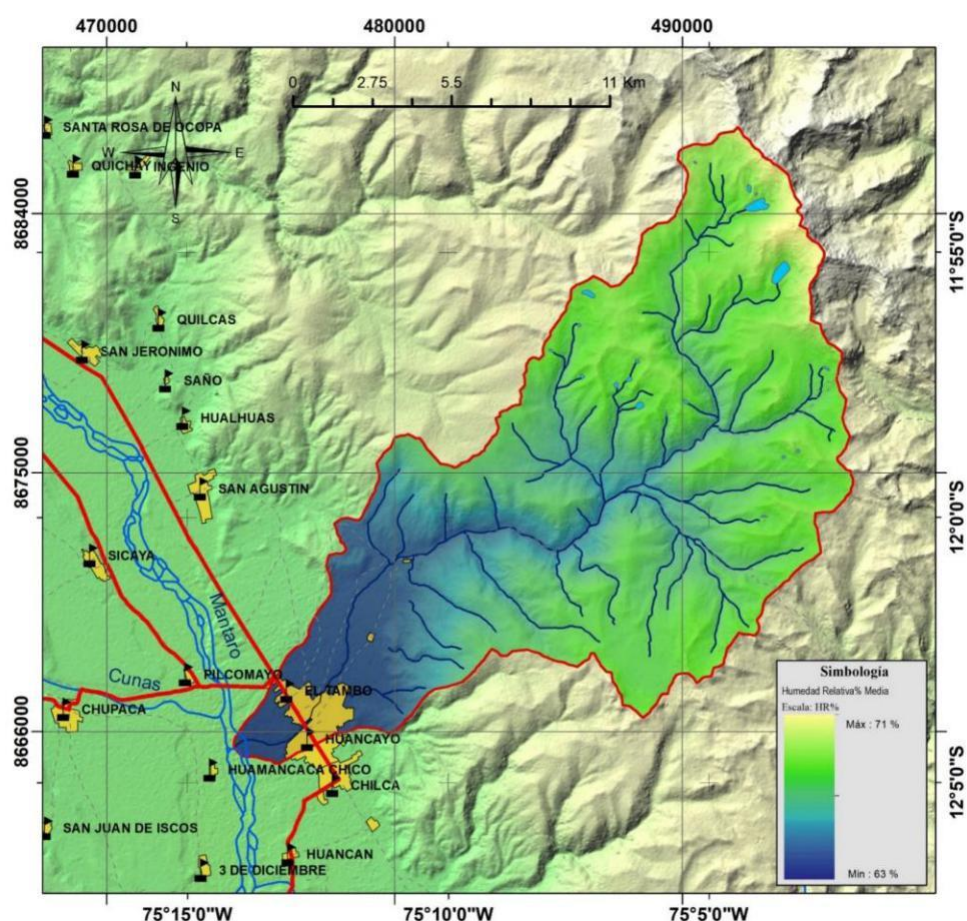 470000 480000 490000
0 2.75 5.5 11 Km
N
SANTA ROSA DE OCOPA
W E
QUICHAY INGENIO
S
8684000
11°55'0"S
QUILCAS
SAN JERONIMO
SAÑO
HUALHUAS
8675000
SAN AGUSTIN
12°0'0"S
SICAYA
Mantaro
Cunas
PILCOMAYO
EL TAMBO
CHUPACA
8666000
HUANCAYO
HUAMANCACA CHICO
CHILCA
12°5'0"S
SAN JUAN DE ISCOS
HUANCAN
3 DE DICIEMBRE
Simbología
Humedad Relativa% Media
Escala: HR%
Máx : 71 %
Min : 63 %
75°15'0"W 75°10'0"W 75°5'0"W